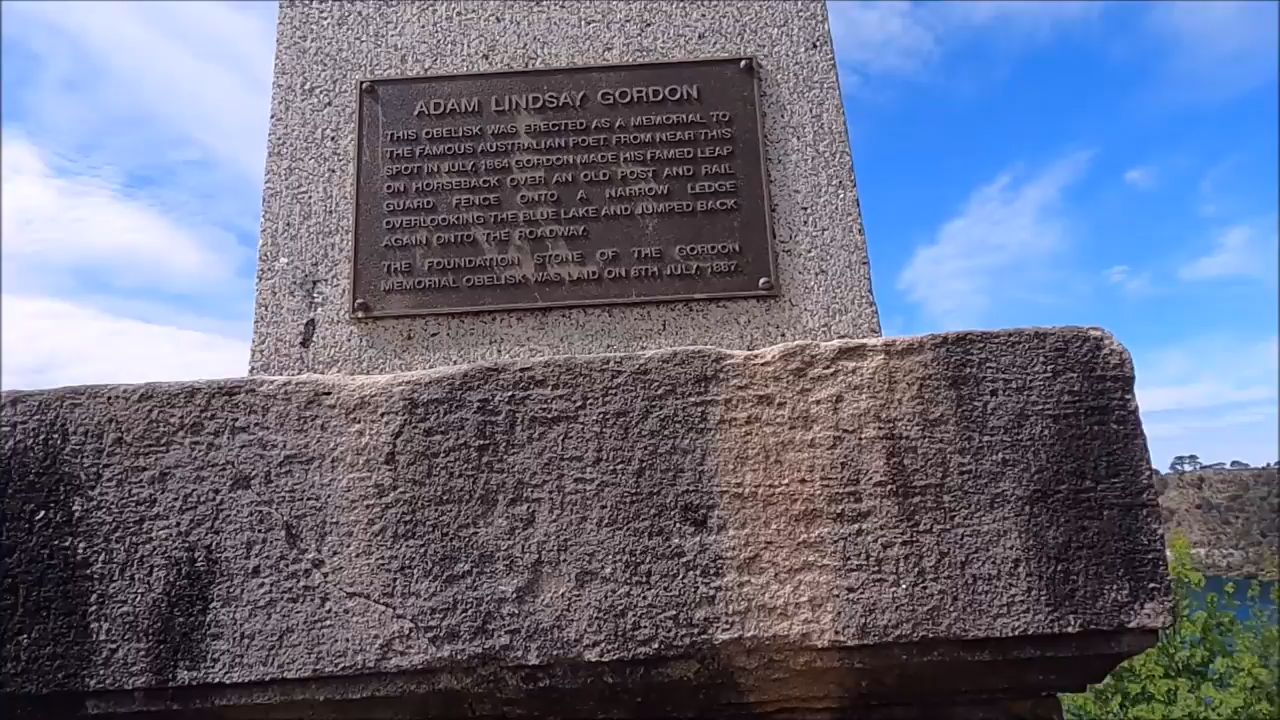 ADAM LINDSAY GORDON
THIS OBELISK WAS ERECTED AS A MEMORIAL TO
THE FAMOUS AUSTRALIAN POET. FROM NEAR THIS
SPOT IN JULY, 1864 GORDON MADE HIS FAMED LEAP
ON HORSEBACK OVER AN OLD POST AND RAIL
GUARD FENCE ONTO A NARROW LEDGE
OVERLOOKING THE BLUE LAKE AND JUMPED BACK
AGAIN ONTO THE ROADWAY.
THE FOUNDATION STONE OF THE GORDON
MEMORIAL OBELISK WAS LAID ON 8TH JULY, 1887.